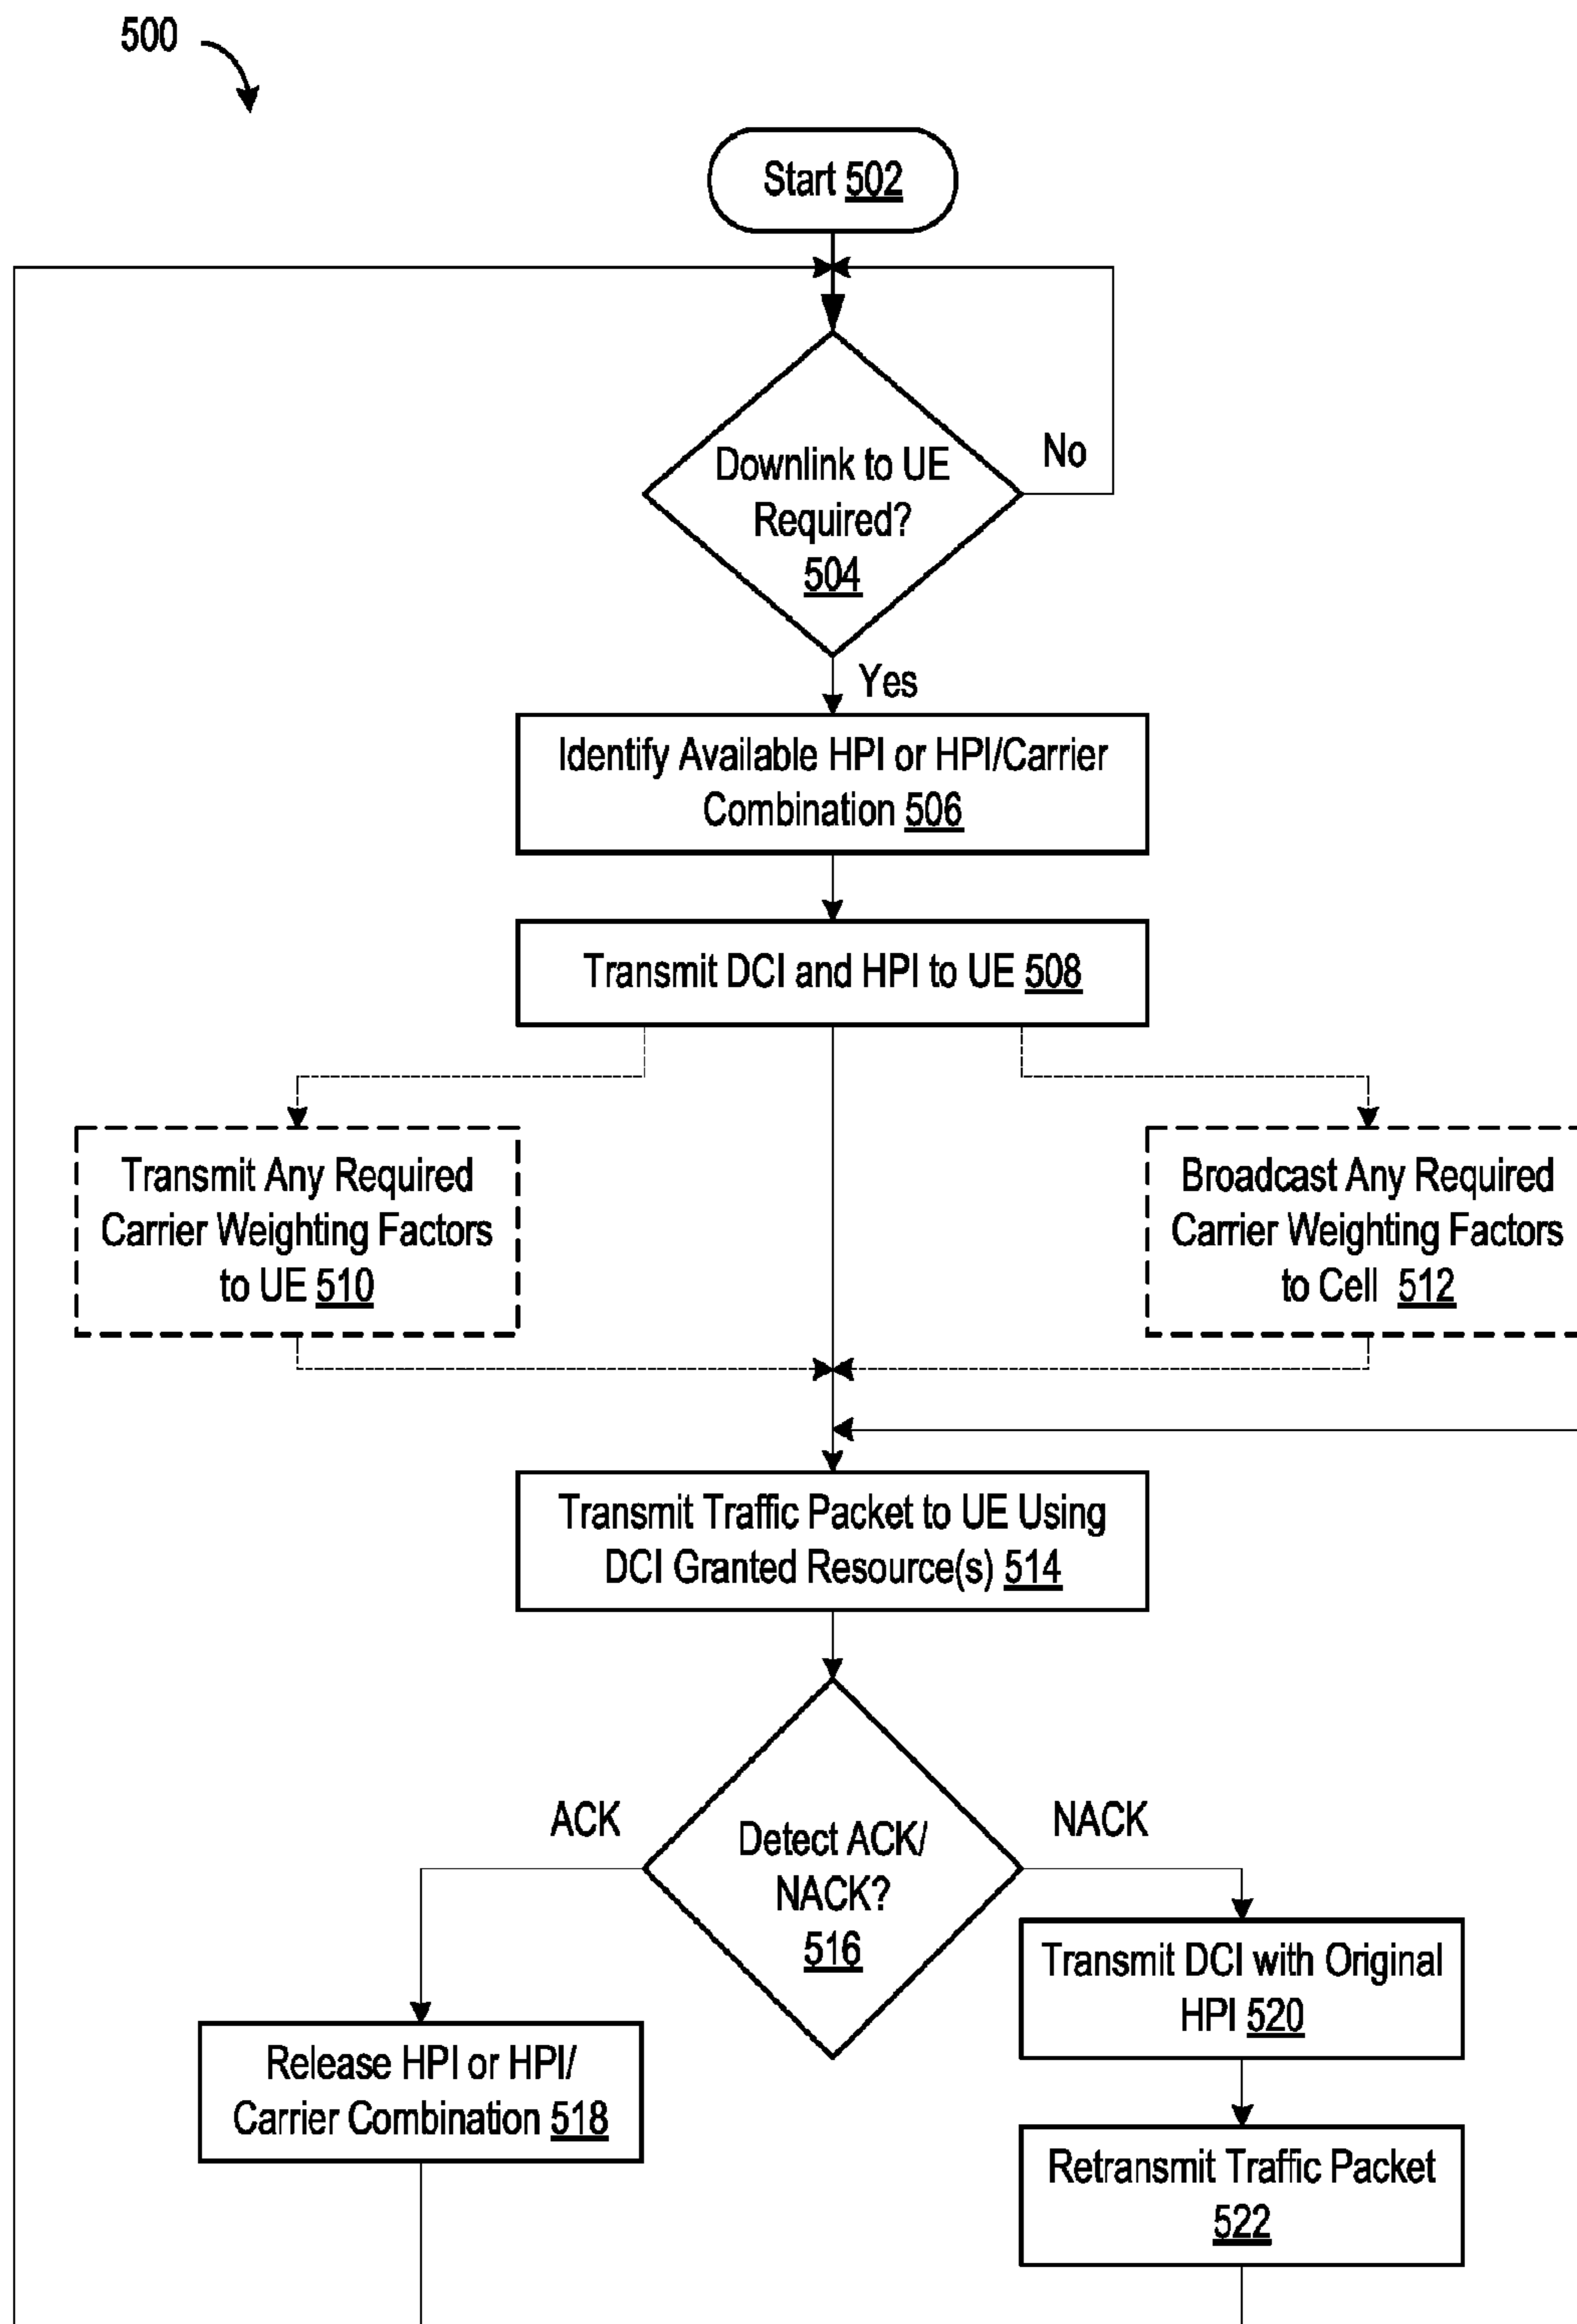 500
Start 502
Downlink to UE
Required?
504
No
Yes
Identify Available HPI or HPI/Carrier
Combination 506
Transmit DCI and HPI to UE 508
Transmit Any Required
Carrier Weighting Factors
to UE 510
Broadcast Any Required
Carrier Weighting Factors
to Cell 512
Transmit Traffic Packet to UE Using
DCI Granted Resource(s) 514
ACK
Detect ACK/
NACK?
516
NACK
Transmit DCI with Original
HPI 520
Release HPI or HPI/
Carrier Combination 518
Retransmit Traffic Packet
522